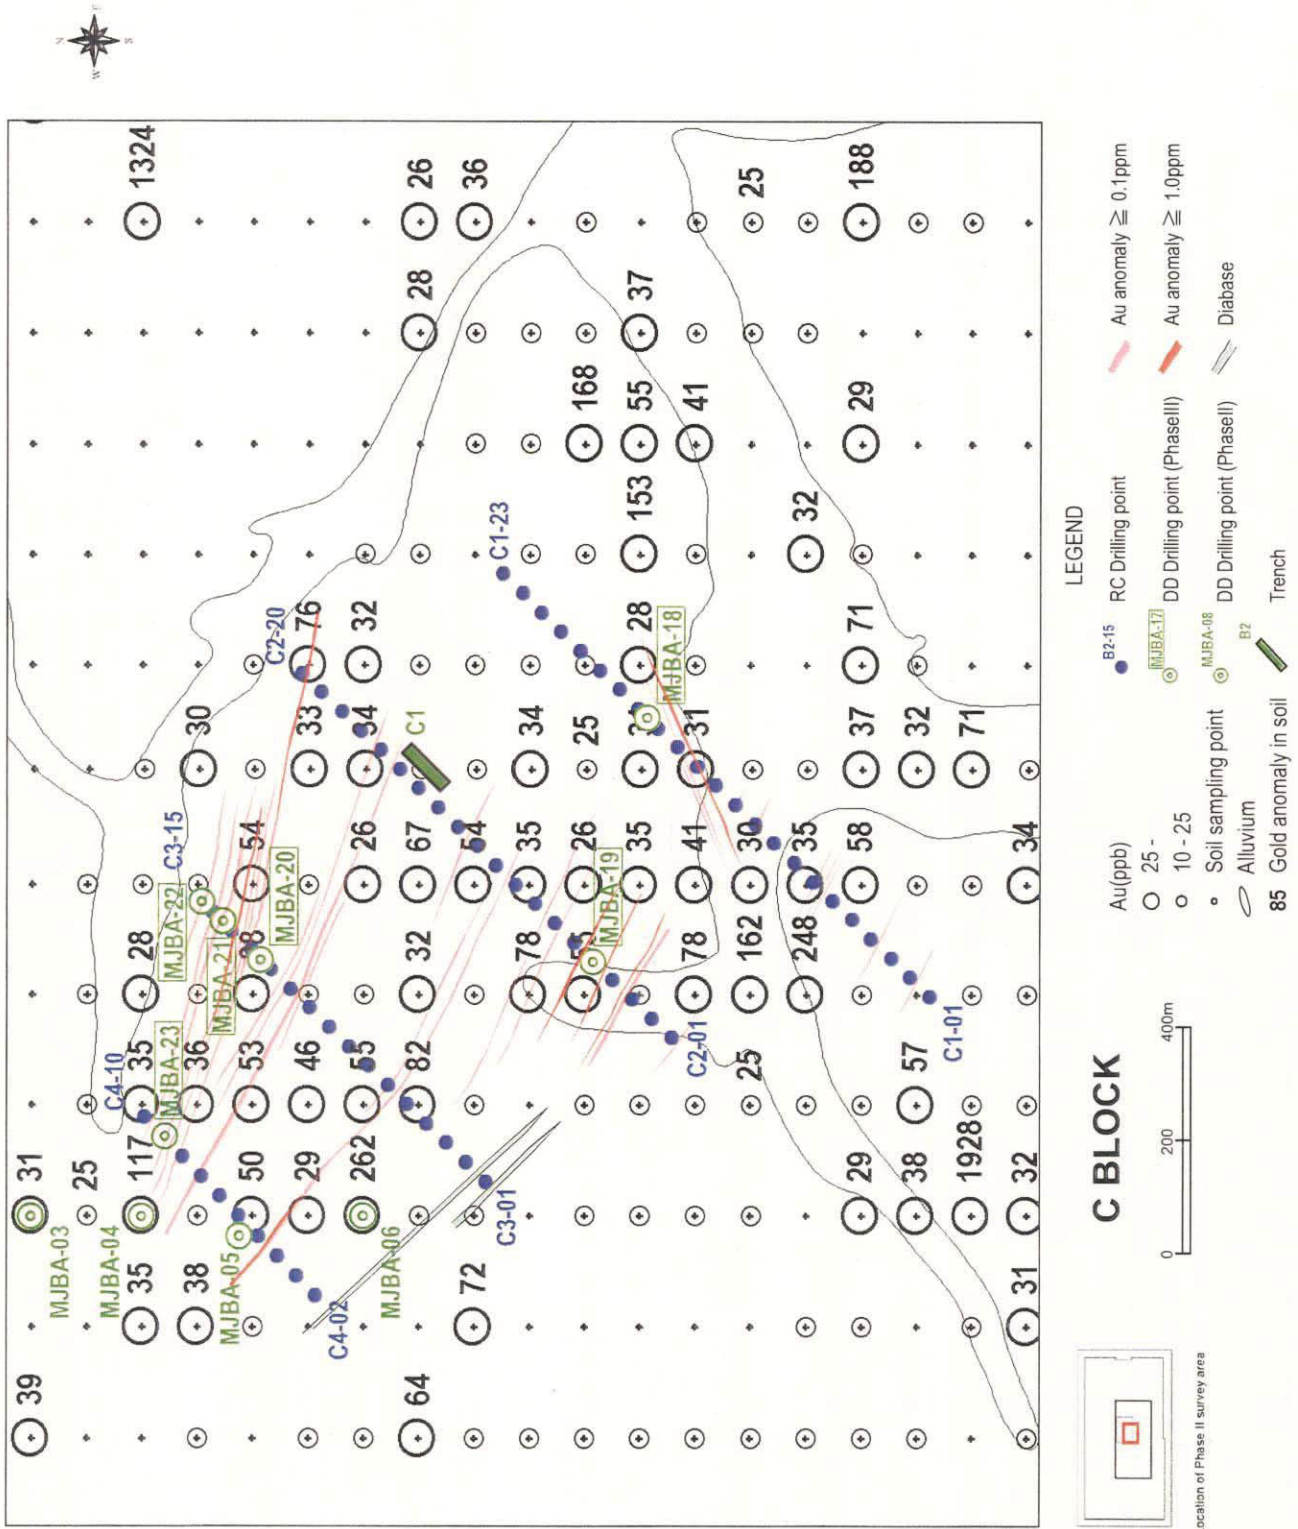 N
W
S
39 31
MJBA-03
25
MJBA-04
C4-10
35 117 35 28 1324
MJBA-23 MJBA-22 C3-15
38 36 30
MJBA-21
MJBA-05
50 53 54
C2-20
MJBA-20
29 46 33 76
C4-02
262 55 26 34 32
MJBA-06
64 82 32 67 C1 28 26
72 54 36
C3-01 C1-23
78 35 34
26 25 168
MJBA-19
35 28 153 55 37
MJBA-18
C2-01
78 41 31 41
25 162 30 25
248 35 32
29 58 37 71 29 188
38 57 32
C1-01
1928 71
31 32 34
C BLOCK
0 200 400m
ocation of Phase II survey area
LEGEND
Au(ppb)
25 -
10 - 25
Soil sampling point
Alluvium
85 Gold anomaly in soil
B2-15 RC Drilling point
MJBA-17 DD Drilling point (PhaseIII)
MJBA-08 DD Drilling point (PhaseII)
B2 Trench
Au anomaly ≧ 0.1ppm
Au anomaly ≧ 1.0ppm
Diabase